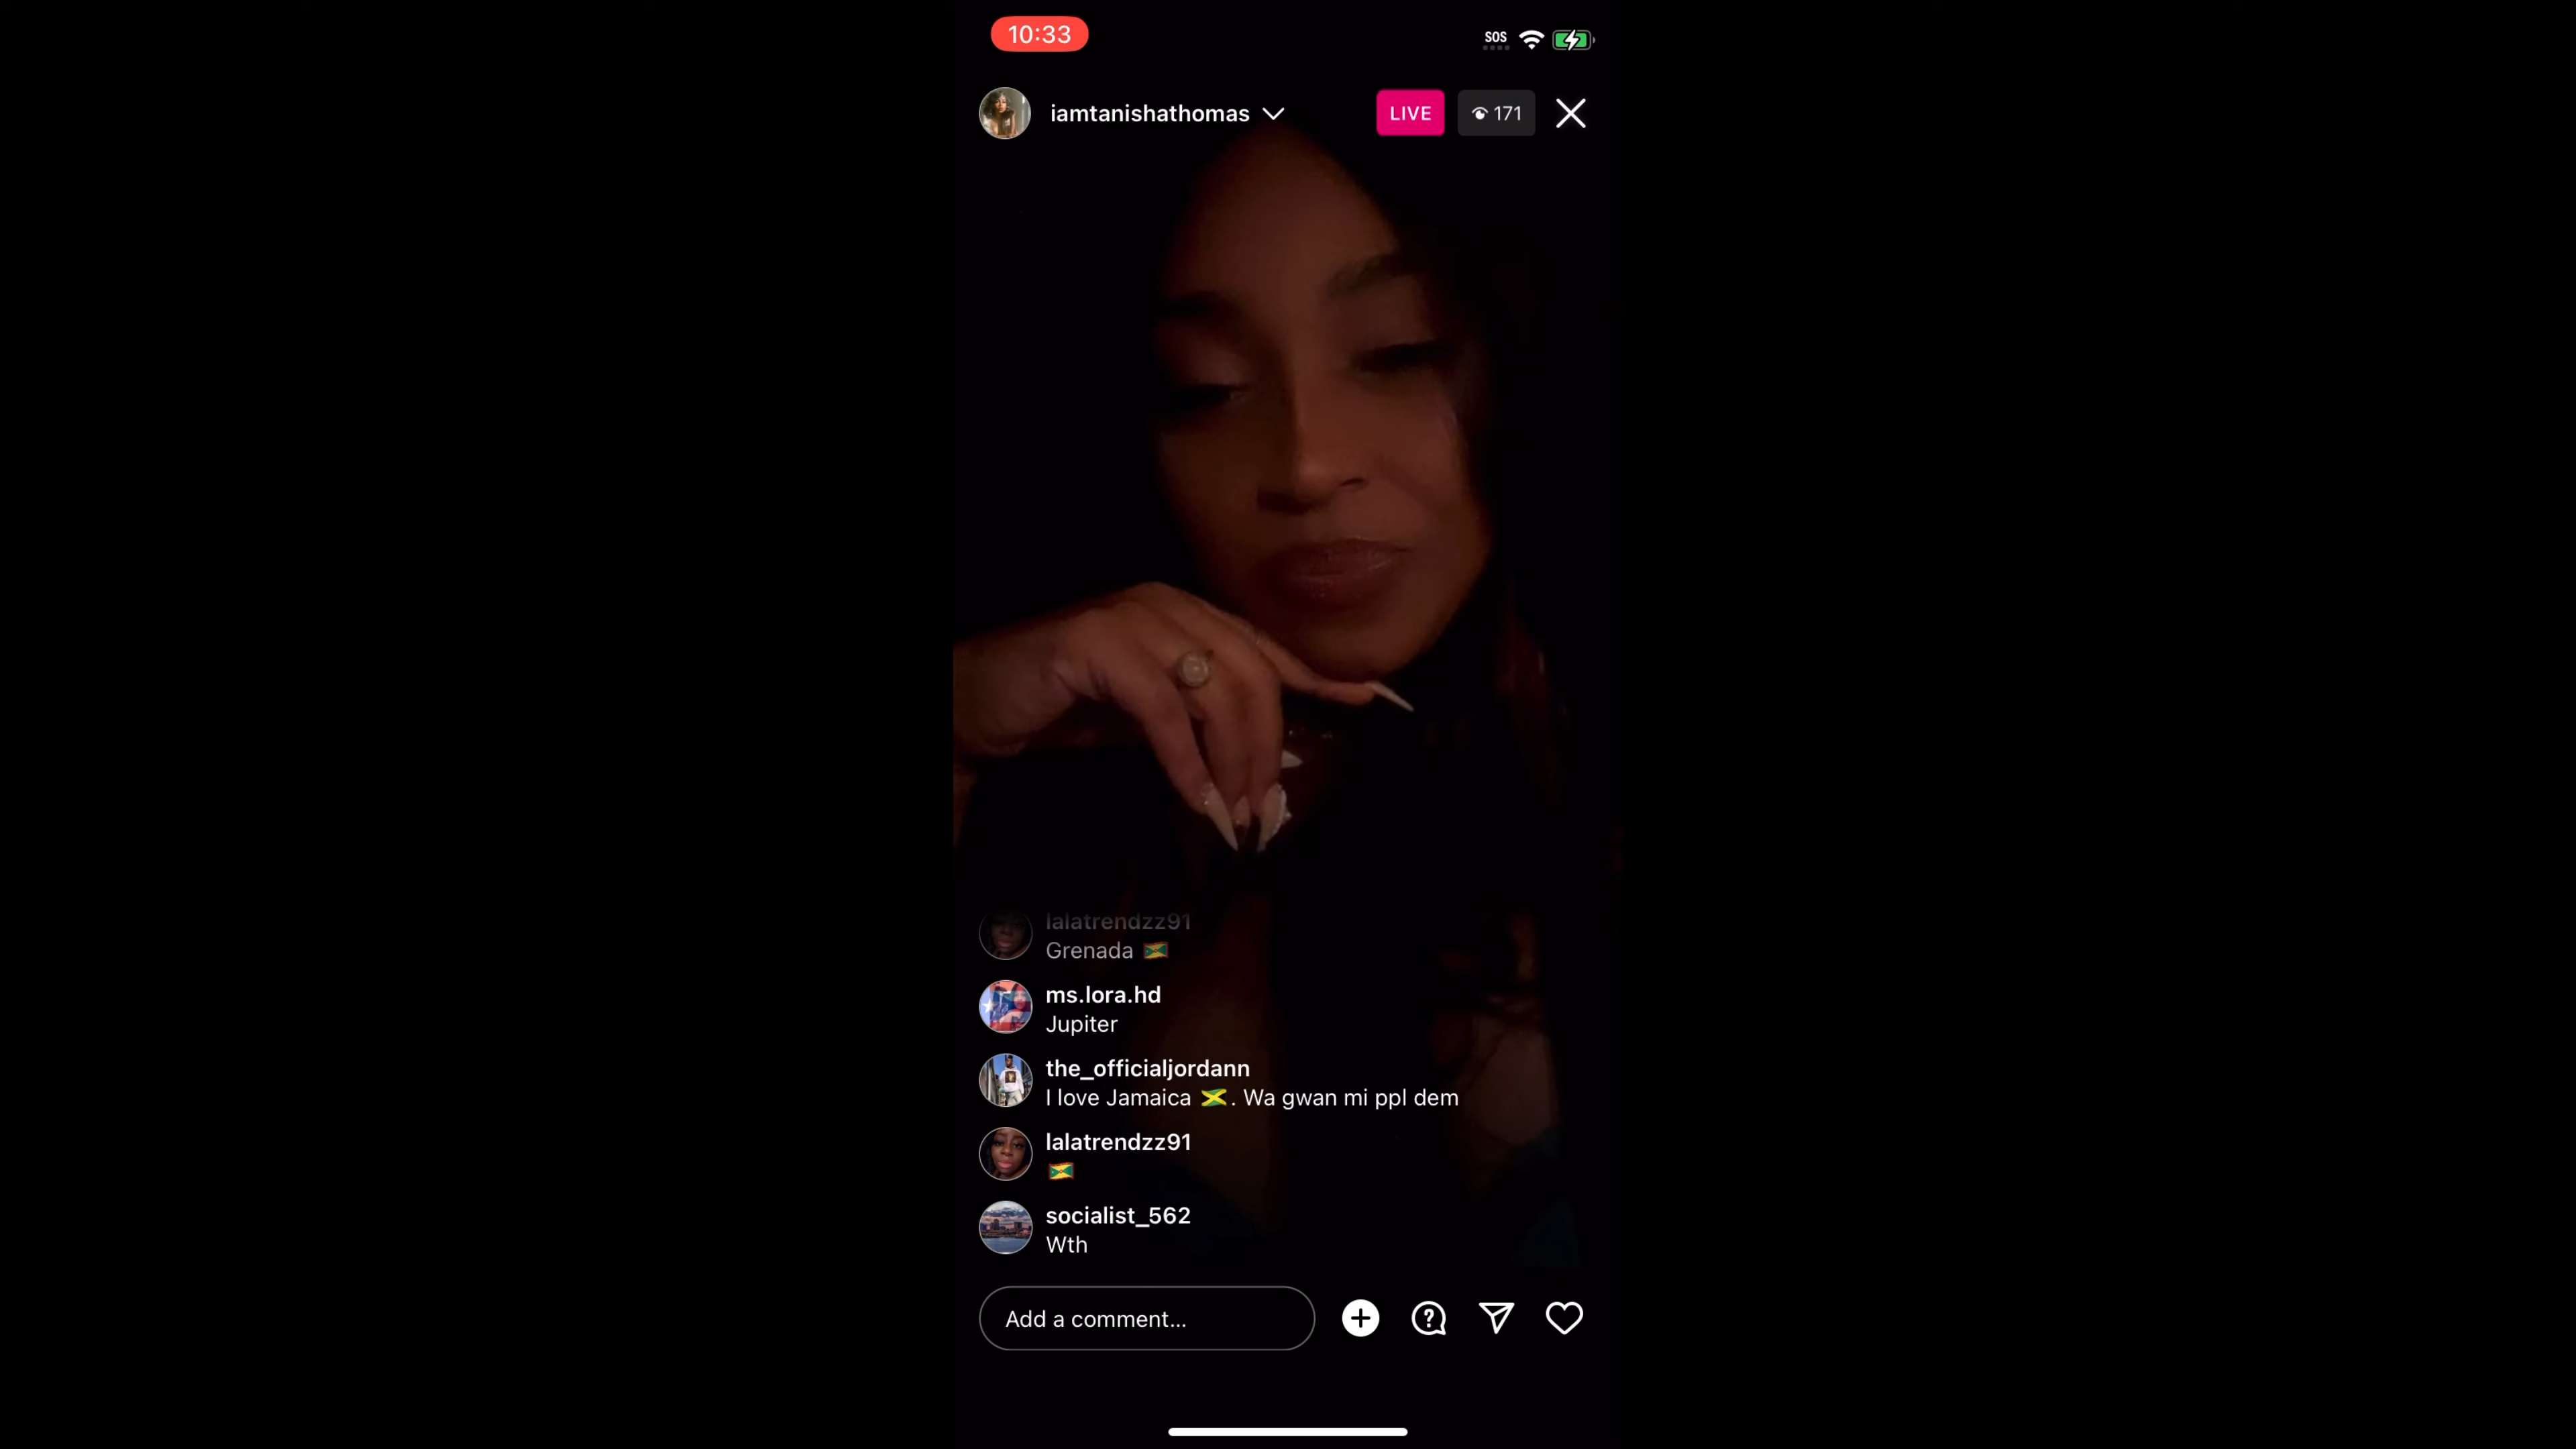 10:33
SOS
iamtanishathomas
LIVE
171
lalatrendzz91
Grenada 🇬🇩
ms.lora.hd
Jupiter
the_officialjordann
I love Jamaica 🇯🇲. Wa gwan mi ppl dem
lalatrendzz91
🇬🇩
socialist_562
Wth
Add a comment...